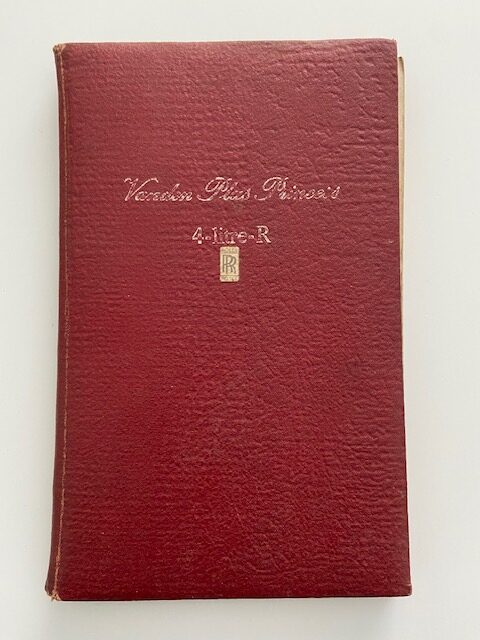 Vanden Plas Princess
4-litre-R
RR